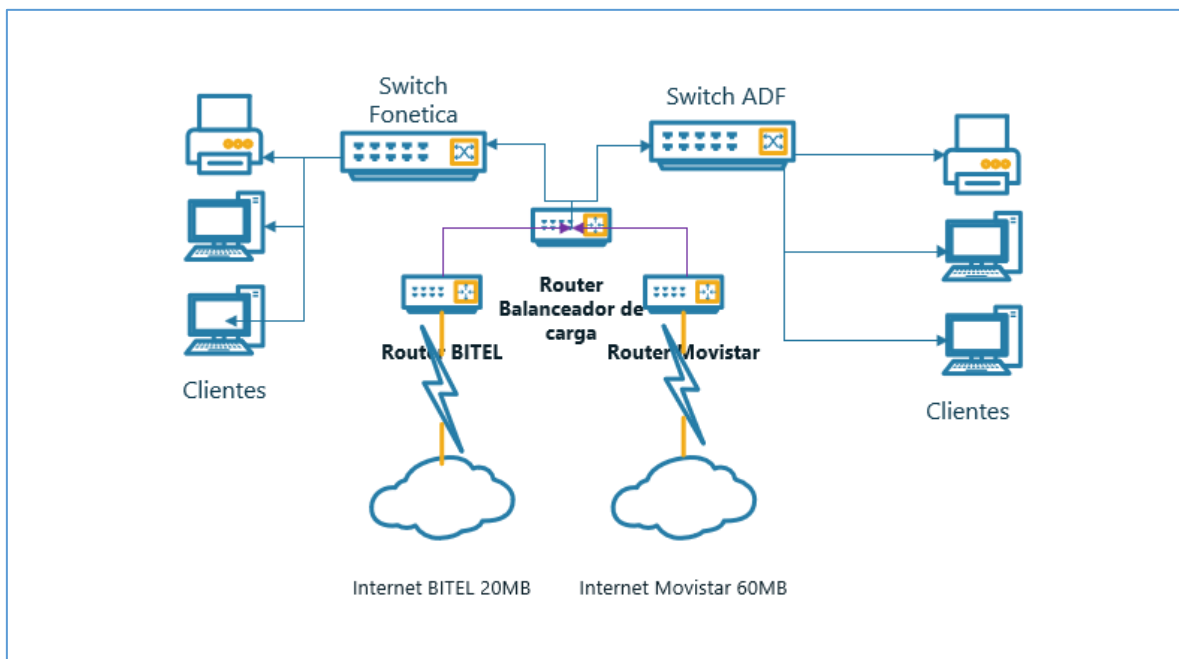 Switch
Fonetica
Switch ADF
Router
Balanceador de
carga
Router BITEL
Router Movistar
Clientes
Clientes
Internet BITEL 20MB
Internet Movistar 60MB